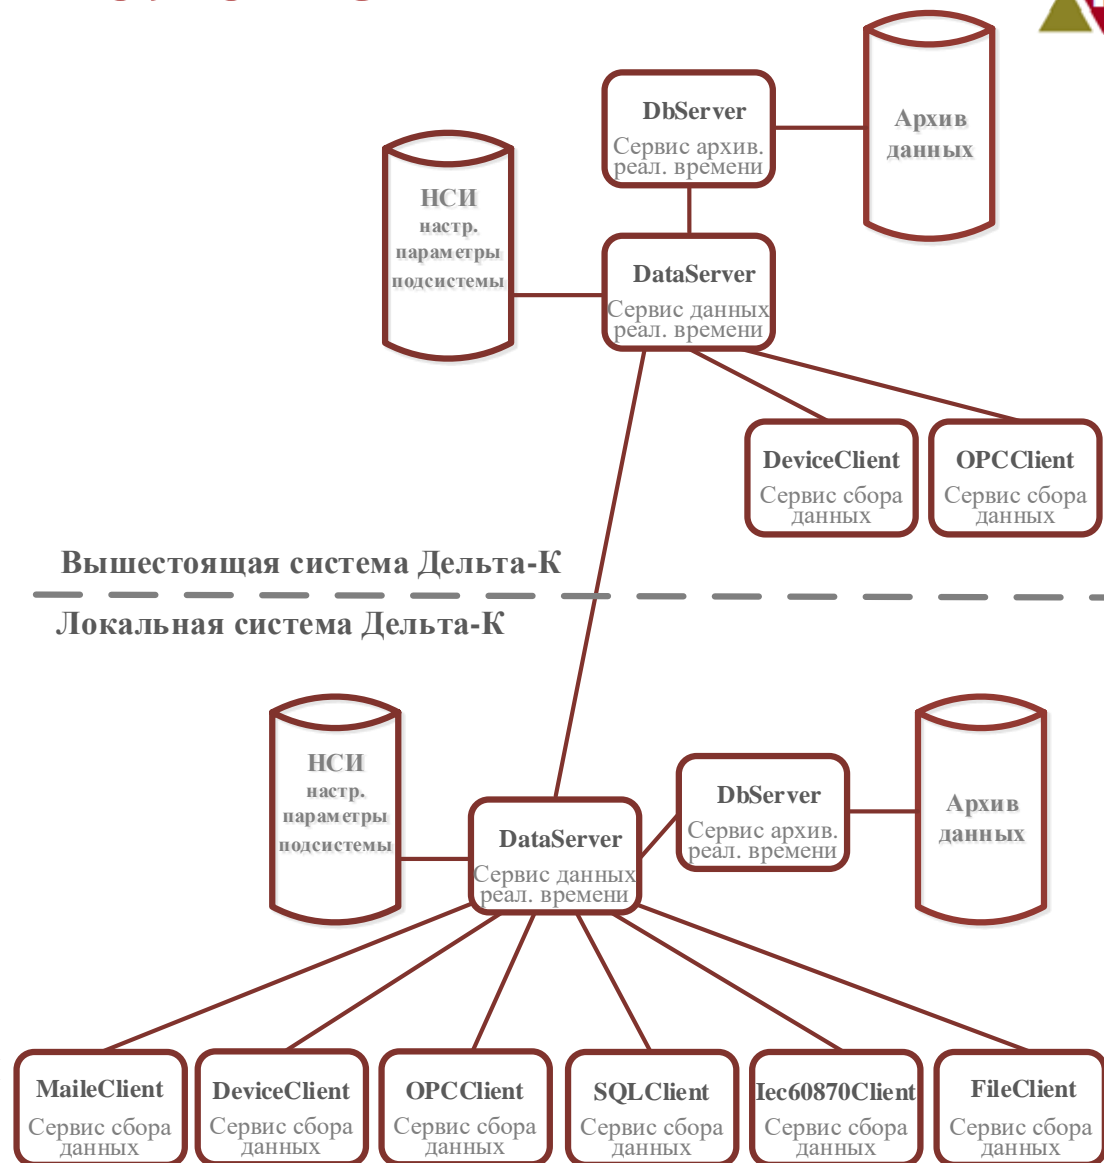 DbServer
Сервис архив.
реал. времени
Архив
данных
НСИ
настр.
параметры
подсистемы
DataServer
Сервис данных
реал. времени
DeviceClient
Сервис сбора
данных
OPCClient
Сервис сбора
данных
Вышестоящая система Дельта-К
Локальная система Дельта-К
НСИ
настр.
параметры
подсистемы
DbServer
Сервис архив.
реал. времени
Архив
данных
DataServer
Сервис данных
реал. времени
MaileClient
Сервис сбора
данных
DeviceClient
Сервис сбора
данных
OPCClient
Сервис сбора
данных
SQLClient
Сервис сбора
данных
Iec60870Client
Сервис сбора
данных
FileClient
Сервис сбора
данных